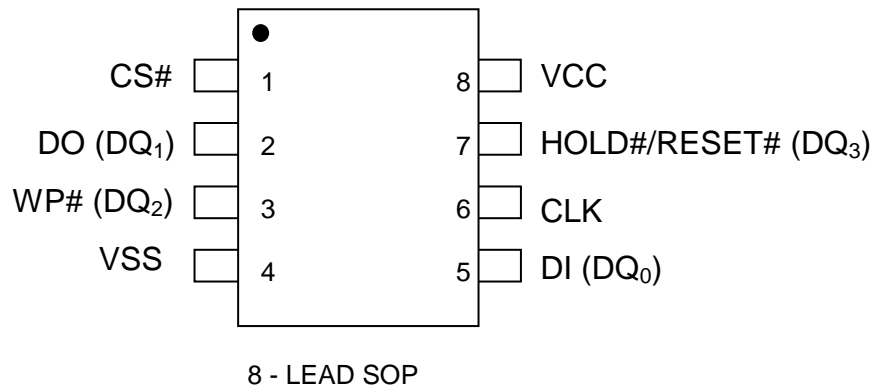 CS# 1 8 VCC
DO (DQ₁) 2 7 HOLD#/RESET# (DQ₃)
WP# (DQ₂) 3 6 CLK
VSS 4 5 DI (DQ₀)
8 - LEAD SOP